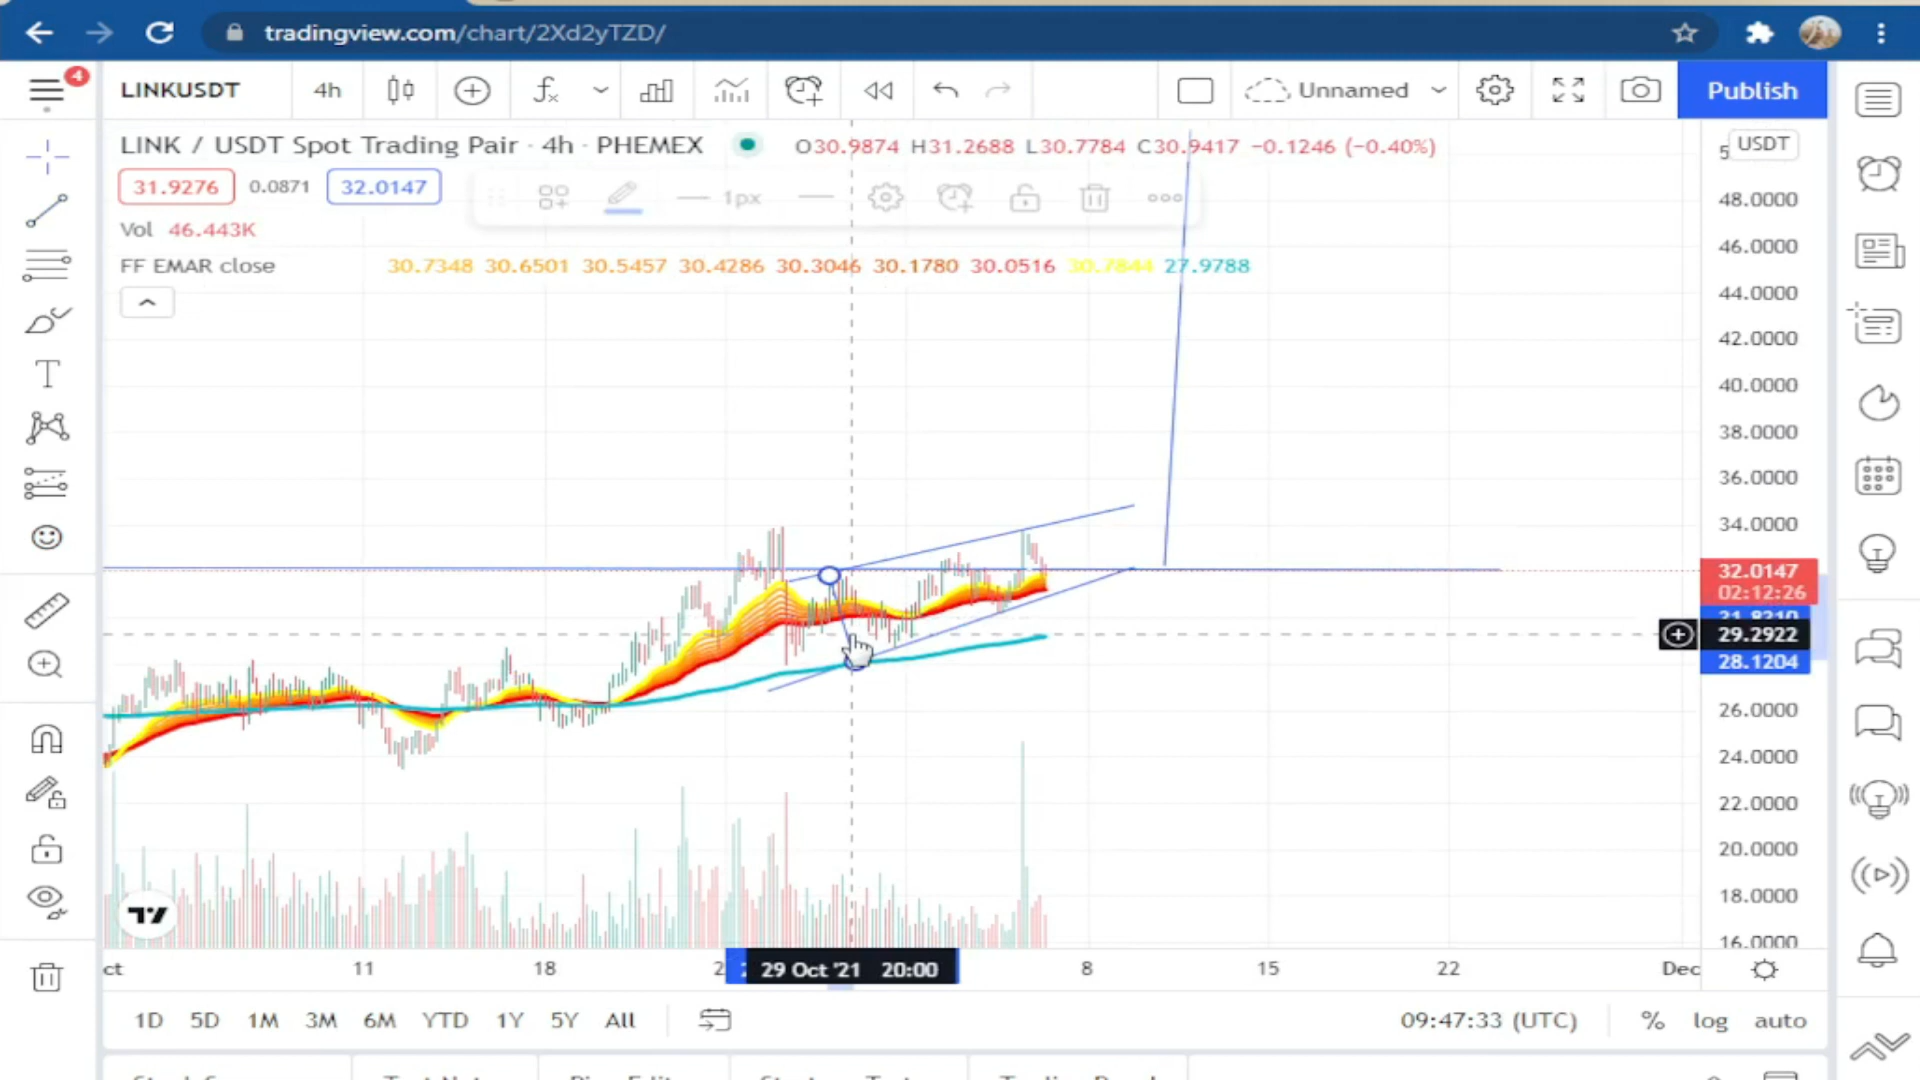 tradingview.com/chart/2Xd2yTZD/
4
LINKUSDT 4h Unnamed Publish
LINK / USDT Spot Trading Pair · 4h · PHEMEX O30.9874 H31.2688 L30.7784 C30.9417 −0.1246 (−0.40%)
USDT
31.9276 0.0871 32.0147
1px
Vol 46.443K
FF EMAR close 30.7348 30.6501 30.5457 30.4286 30.3046 30.1780 30.0516 30.7844 27.9788
48.0000
46.0000
44.0000
42.0000
40.0000
38.0000
36.0000
34.0000
32.0147
02:12:26
29.2922
28.1204
26.0000
24.0000
22.0000
20.0000
18.0000
16.0000
ct 11 18 29 Oct '21 20:00 8 15 22 Dec
1D 5D 1M 3M 6M YTD 1Y 5Y All 09:47:33 (UTC) % log auto